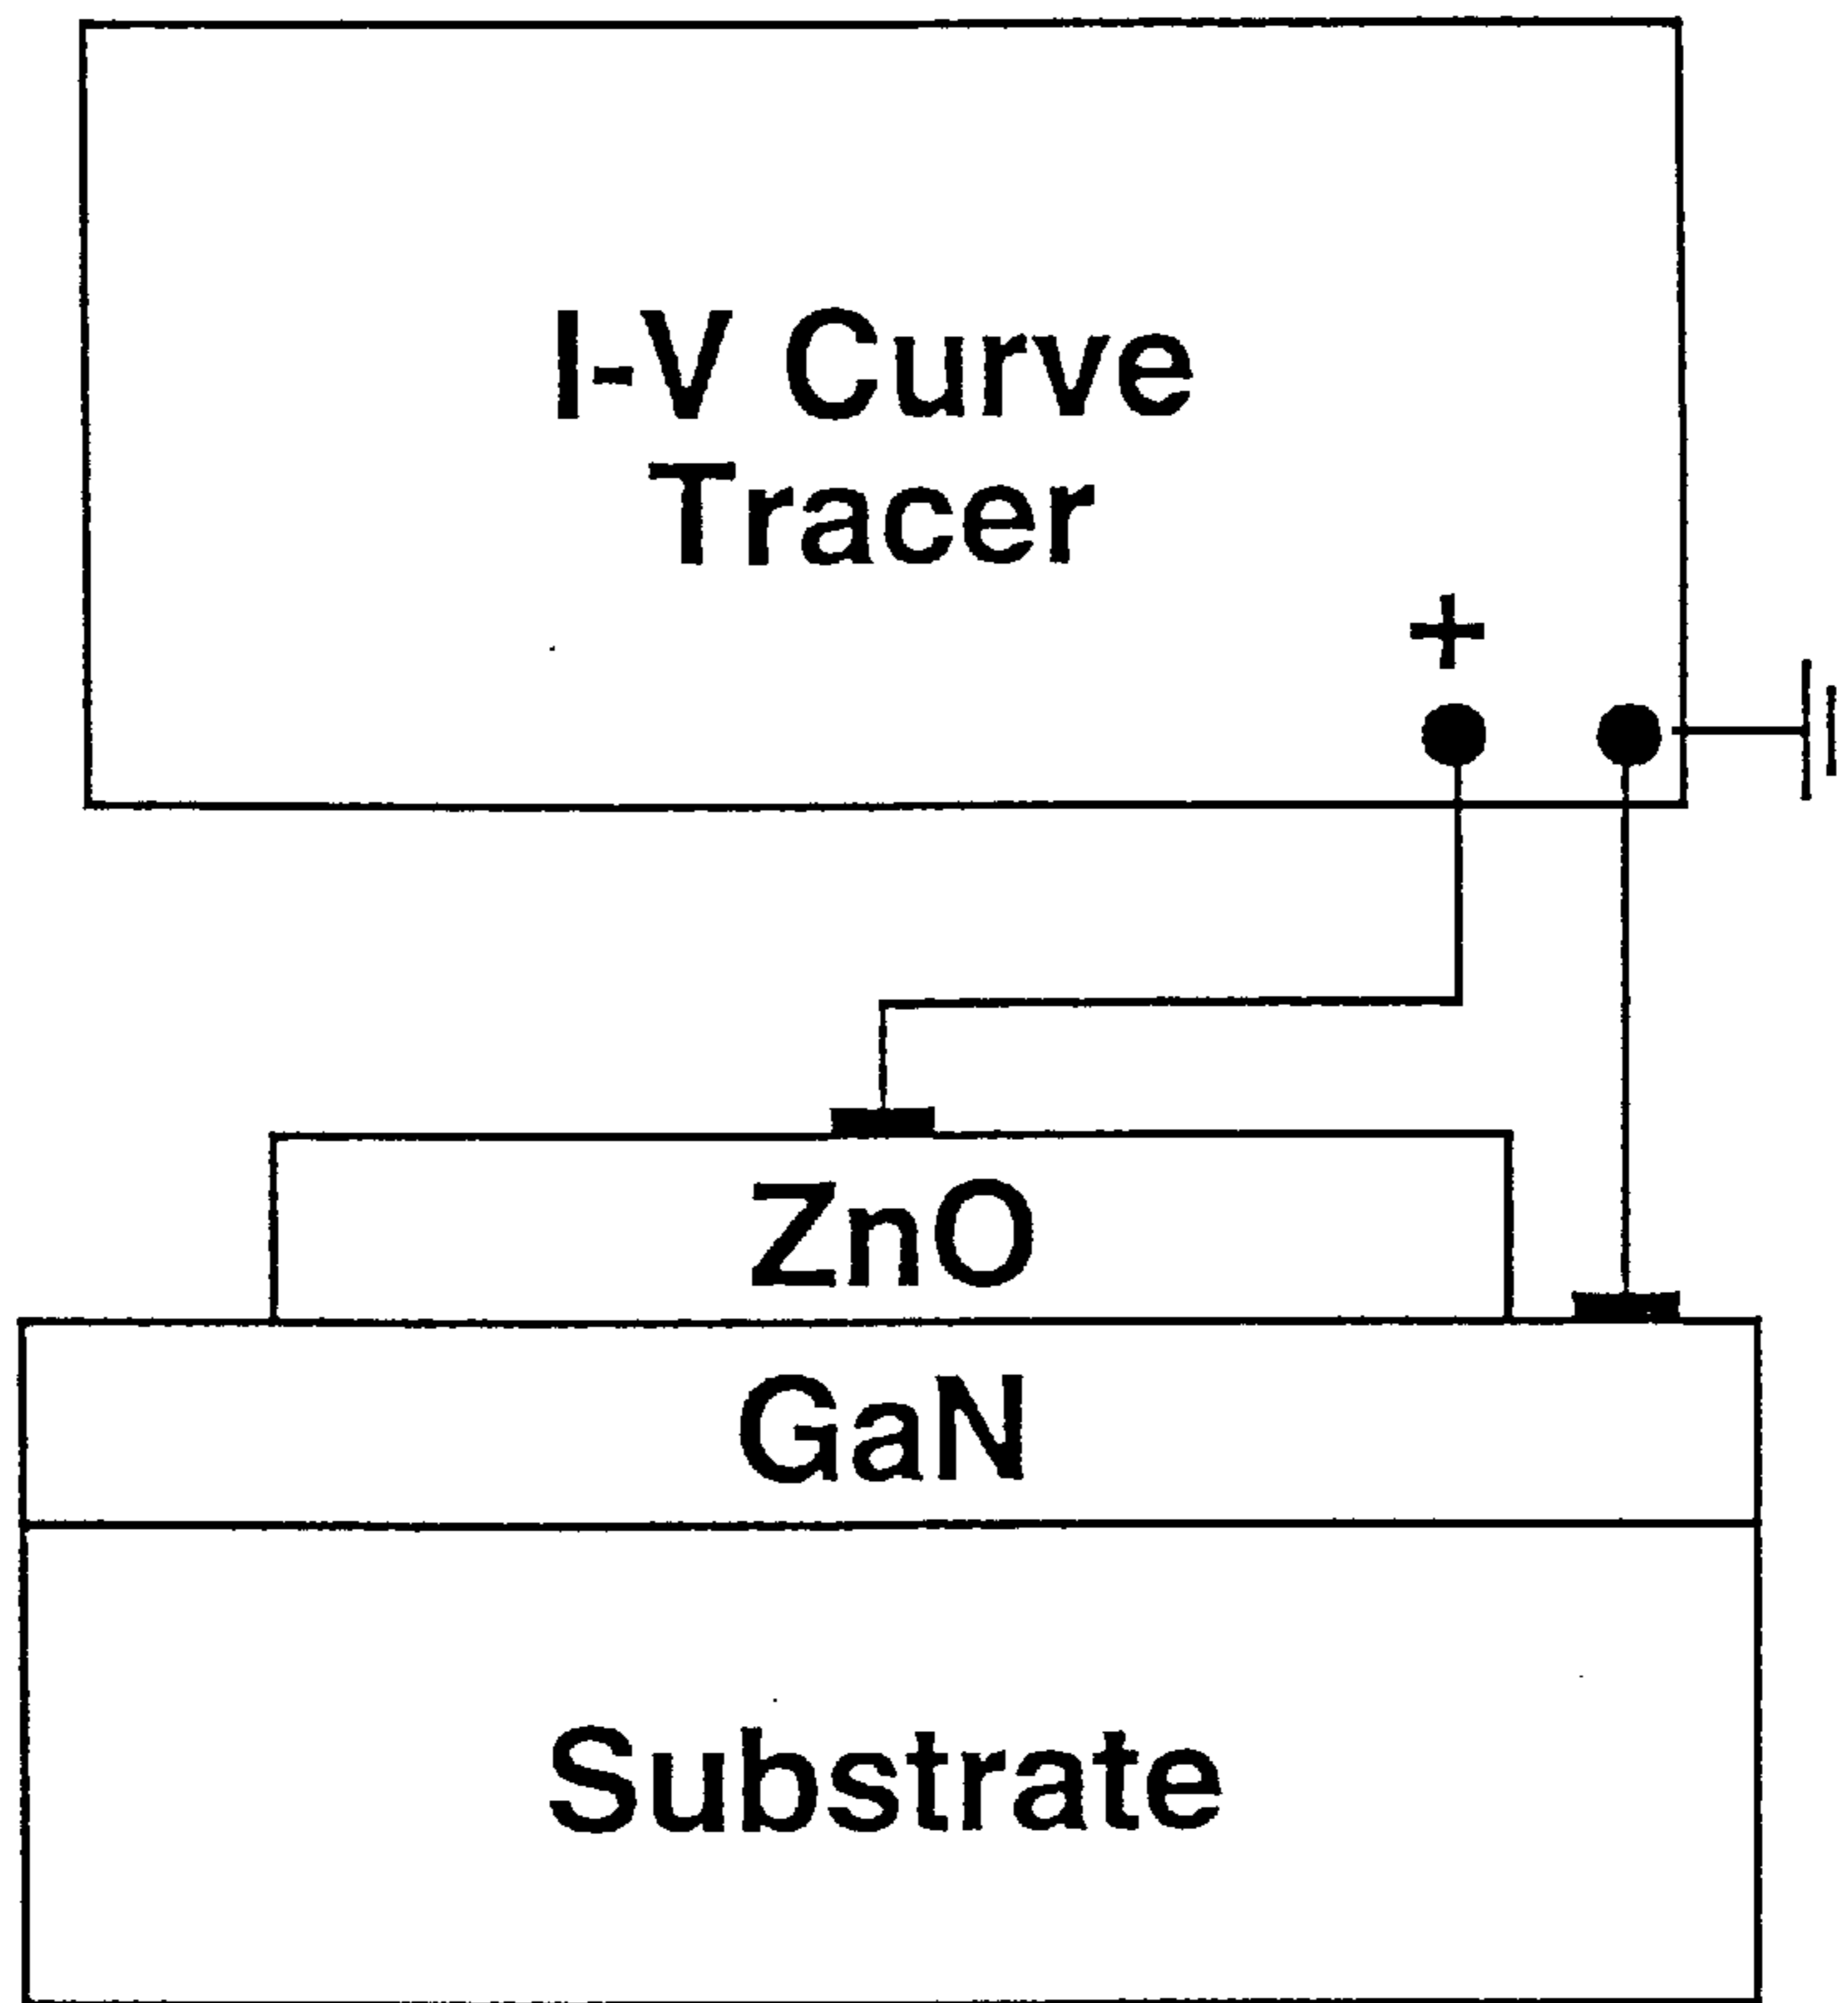 I-V Curve
Tracer
+
ZnO
GaN
Substrate